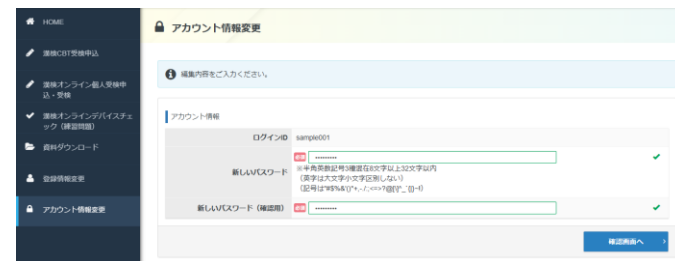 HOME
漢検CBT受検申込
漢検オンライン個人受検申
込・受検
漢検オンラインデバイスチェ
ック（練習問題）
資料ダウンロード
登録情報変更
アカウント情報変更
アカウント情報変更
編集内容をご入力ください。
アカウント情報
ログインID sample001
新しいパスワード 必須
※半角英数記号3種混在8文字以上32文字以内
（英字は大文字小文字区別しない）
新しいパスワード（確認用） 必須
確認画面へ